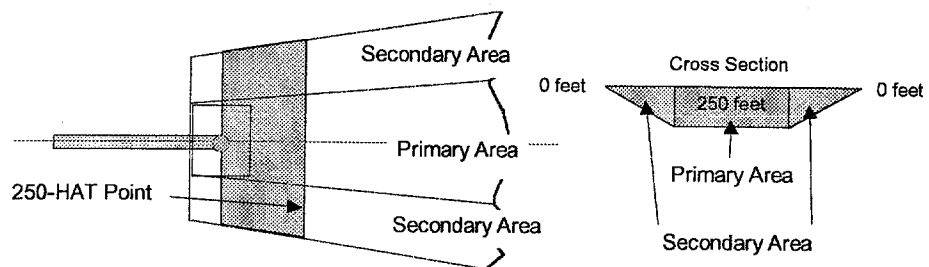 Secondary Area
Primary Area
250-HAT Point
Secondary Area
Cross Section
0 feet
250 feet
0 feet
Primary Area
Secondary Area